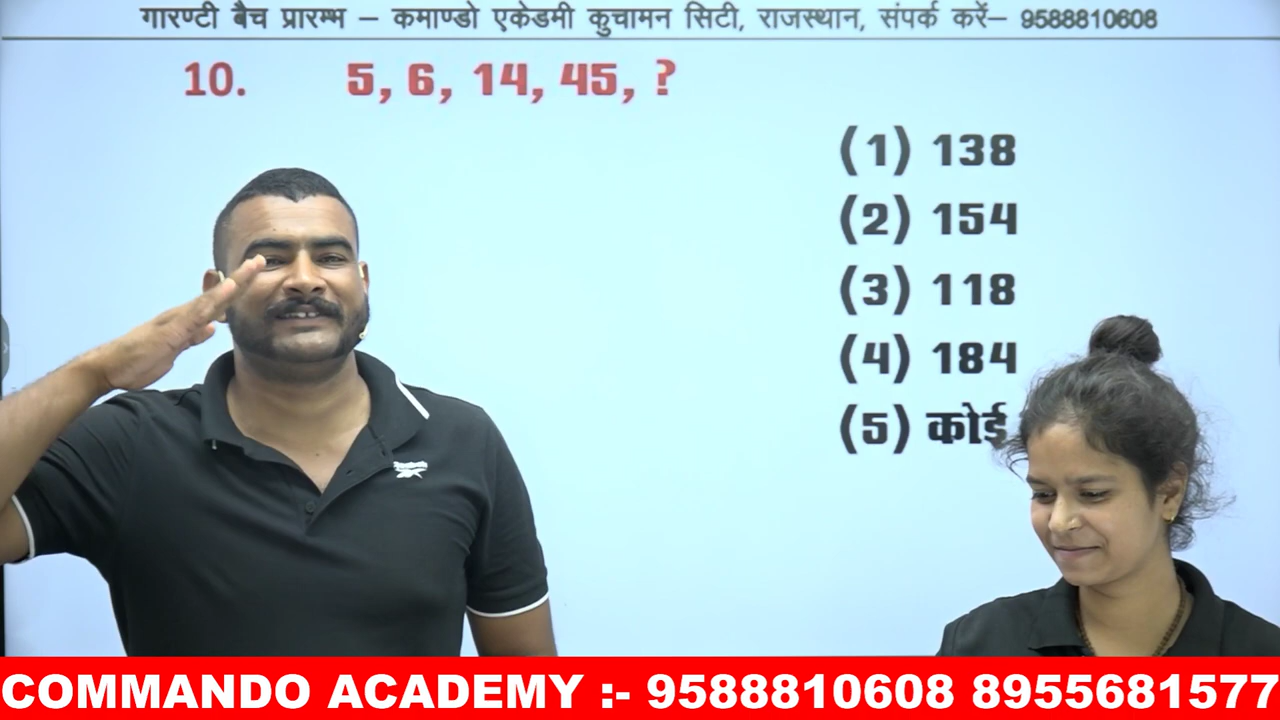 गारण्टी बैच प्रारम्भ – कमाण्डो एकेडमी कुचामन सिटी, राजस्थान, संपर्क करें– 9588810608
10. 5, 6, 14, 45, ?
(1) 138
(2) 154
(3) 118
(4) 184
(5) कोई
COMMANDO ACADEMY :- 9588810608 8955681577